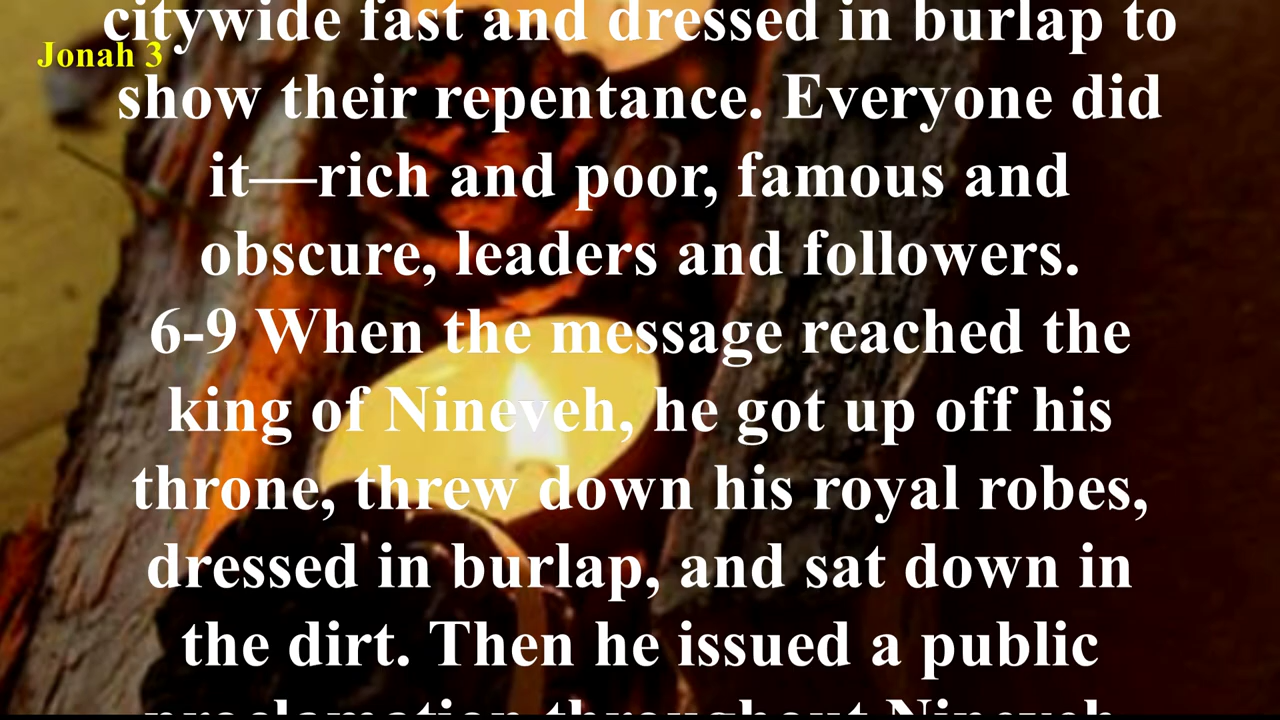 citywide fast and dressed in burlap to
Jonah 3
show their repentance. Everyone did
it—rich and poor, famous and
obscure, leaders and followers.
6-9 When the message reached the
king of Nineveh, he got up off his
throne, threw down his royal robes,
dressed in burlap, and sat down in
the dirt. Then he issued a public
proclamation throughout Nineveh